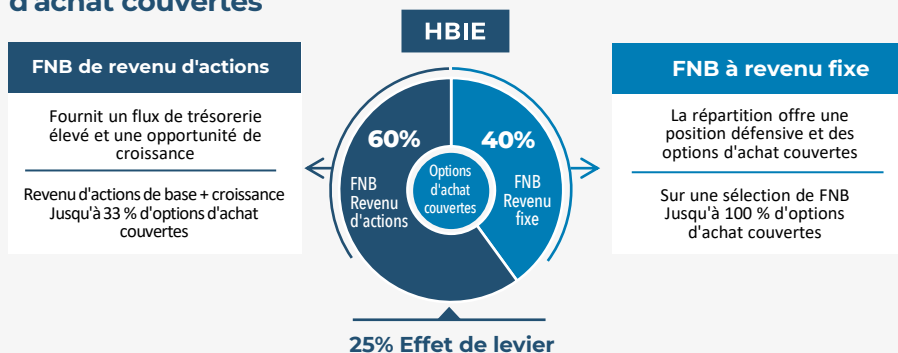 d'achat couvertes
HBIE
FNB de revenu d'actions
Fournit un flux de trésorerie
élevé et une opportunité de
croissance
Revenu d'actions de base + croissance
Jusqu'à 33 % d'options d'achat
couvertes
60%
FNB
Revenu
d'actions
Options
d'achat
couvertes
40%
FNB
Revenu
fixe
FNB à revenu fixe
La répartition offre une
position défensive et des
options d'achat couvertes
Sur une sélection de FNB
Jusqu'à 100 % d'options
d'achat couvertes
25% Effet de levier